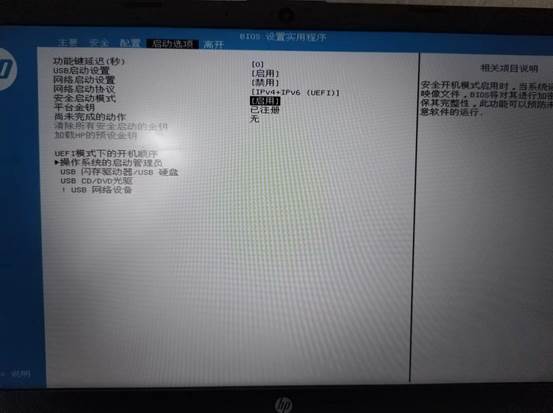 BIOS 设置实用程序
主要 安全 配置 启动选项 离开
功能键延迟(秒) [0]
USB启动设置 [启用]
网络启动设置 [禁用]
网络启动协议 [IPv4+IPv6 (UEFI)]
安全启动模式 [启用]
平台金钥 已注册
尚未完成的动作 无
清除所有安全启动的金钥
加载HP的预设金钥
UEFI模式下的开机顺序
▶操作系统的启动管理员
USB 闪存驱动器/USB 硬盘
USB CD/DVD光驱
! USB 网络设备
相关项目说明
安全开机模式启用时,当系统
映像文件,BIOS将对其进行加密
保其完整性,此功能可以预防
意软件的运行.
说明
hp